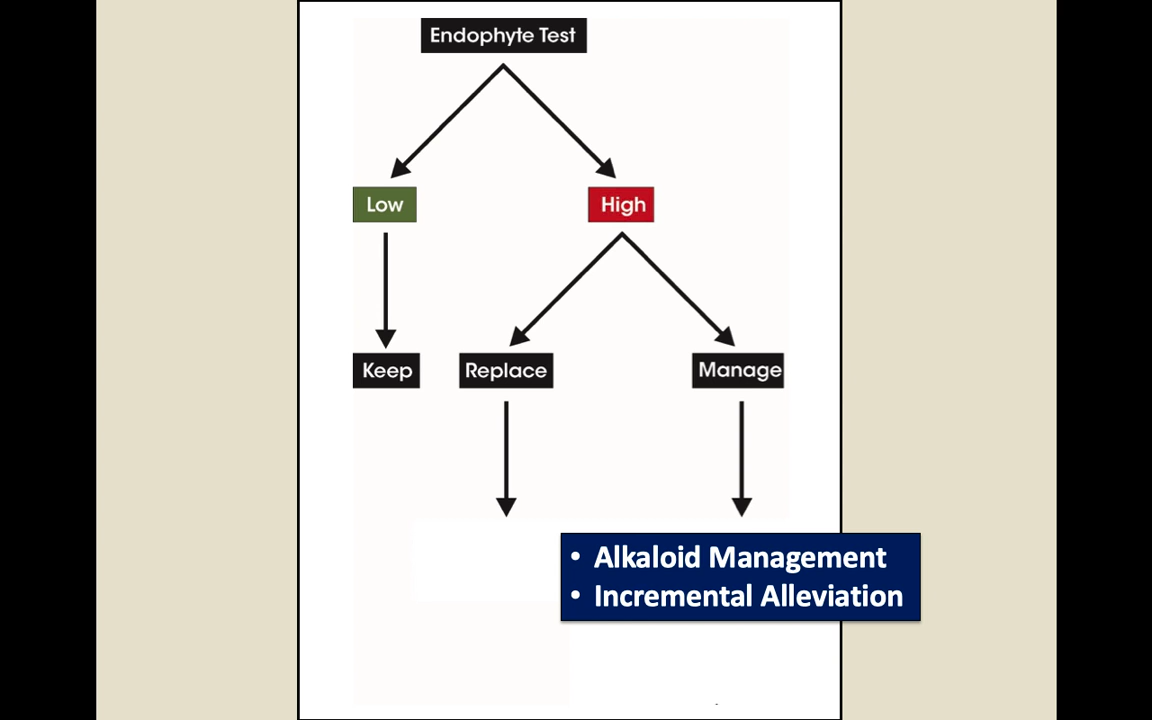 Endophyte Test
Low
High
Keep
Replace
Manage
• Alkaloid Management
• Incremental Alleviation